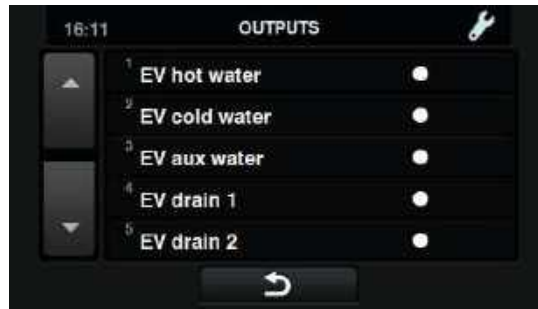 16:11 OUTPUTS
1 EV hot water
2 EV cold water
3 EV aux water
4 EV drain 1
5 EV drain 2